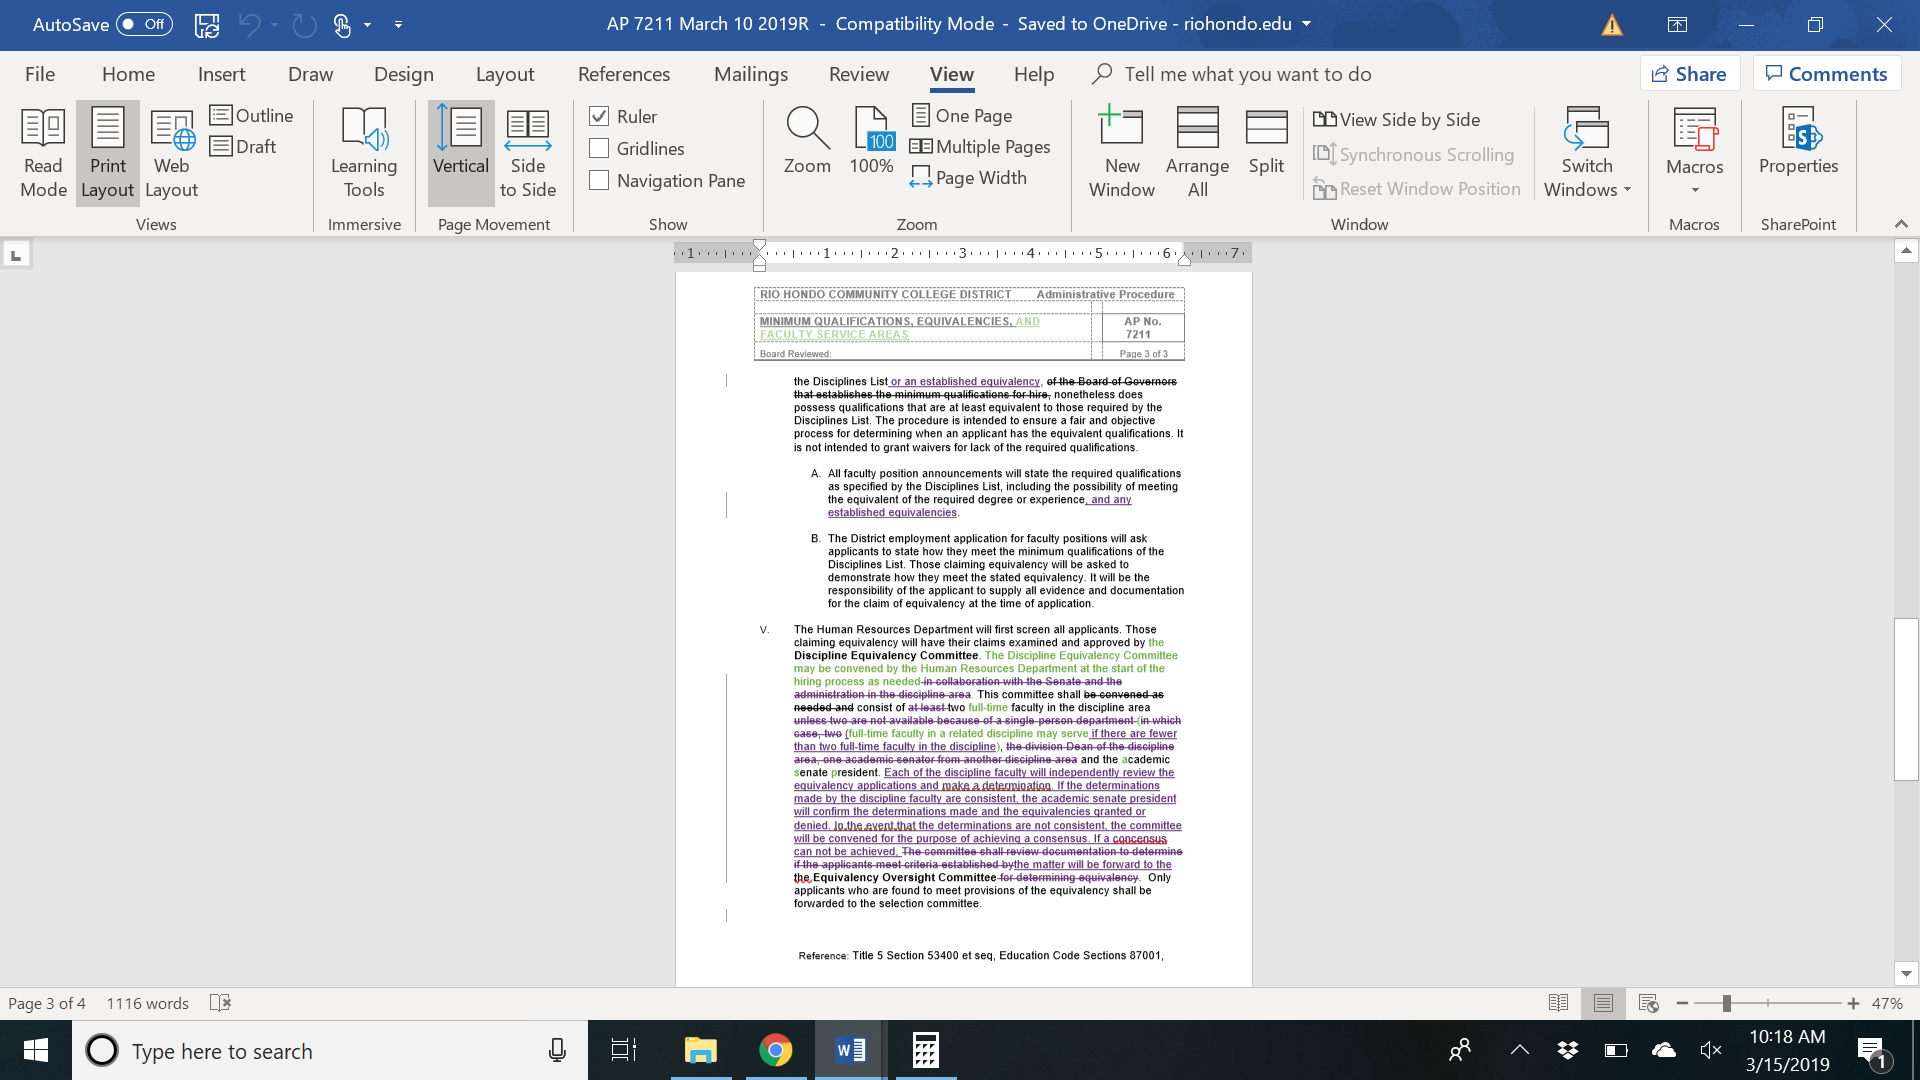 AutoSave Off
AP 7211 March 10 2019R - Compatibility Mode - Saved to OneDrive - riohondo.edu
File Home Insert Draw Design Layout References Mailings Review View Help Tell me what you want to do Share Comments
Read Mode
Print Layout
Web Layout
Outline
Draft
Views
Learning Tools
Immersive
Vertical
Side to Side
Page Movement
Ruler
Gridlines
Navigation Pane
Show
Zoom
100
100%
One Page
Multiple Pages
Page Width
Zoom
New Window
Arrange All
Split
View Side by Side
Synchronous Scrolling
Reset Window Position
Switch Windows
Window
Macros
Macros
Properties
SharePoint
1 1 2 3 4 5 6 7
RIO HONDO COMMUNITY COLLEGE DISTRICT Administrative Procedure
MINIMUM QUALIFICATIONS, EQUIVALENCIES, AND
FACULTY SERVICE AREAS
AP No.
7211
Board Reviewed: Page 3 of 3
the Disciplines List or an established equivalency, of the Board of Governors
that establishes the minimum qualifications for hire, nonetheless does
possess qualifications that are at least equivalent to those required by the
Disciplines List. The procedure is intended to ensure a fair and objective
process for determining when an applicant has the equivalent qualifications. It
is not intended to grant waivers for lack of the required qualifications.
A. All faculty position announcements will state the required qualifications
as specified by the Disciplines List, including the possibility of meeting
the equivalent of the required degree or experience, and any
established equivalencies.
B. The District employment application for faculty positions will ask
applicants to state how they meet the minimum qualifications of the
Disciplines List. Those claiming equivalency will be asked to
demonstrate how they meet the stated equivalency. It will be the
responsibility of the applicant to supply all evidence and documentation
for the claim of equivalency at the time of application.
V. The Human Resources Department will first screen all applicants. Those
claiming equivalency will have their claims examined and approved by the
Discipline Equivalency Committee. The Discipline Equivalency Committee
may be convened by the Human Resources Department at the start of the
hiring process as needed in collaboration with the Senate and the
administration in the discipline area. This committee shall be convened as
needed and consist of at least two full-time faculty in the discipline area
unless two are not available because of a single-person department (in which
case, two (full-time faculty in a related discipline may serve if there are fewer
than two full-time faculty in the discipline), the division Dean of the discipline
area, one academic senator from another discipline area and the academic
senate president. Each of the discipline faculty will independently review the
equivalency applications and make a determination. If the determinations
made by the discipline faculty are consistent, the academic senate president
will confirm the determinations made and the equivalencies granted or
denied. In the event that the determinations are not consistent, the committee
will be convened for the purpose of achieving a consensus. If a concensus
can not be achieved, The committee shall review documentation to determine
if the applicants meet criteria established bythe matter will be forward to the
the Equivalency Oversight Committee for determining equivalency. Only
applicants who are found to meet provisions of the equivalency shall be
forwarded to the selection committee.
Reference: Title 5 Section 53400 et seq, Education Code Sections 87001,
Page 3 of 4 1116 words 47%
Type here to search
10:18 AM
3/15/2019
1